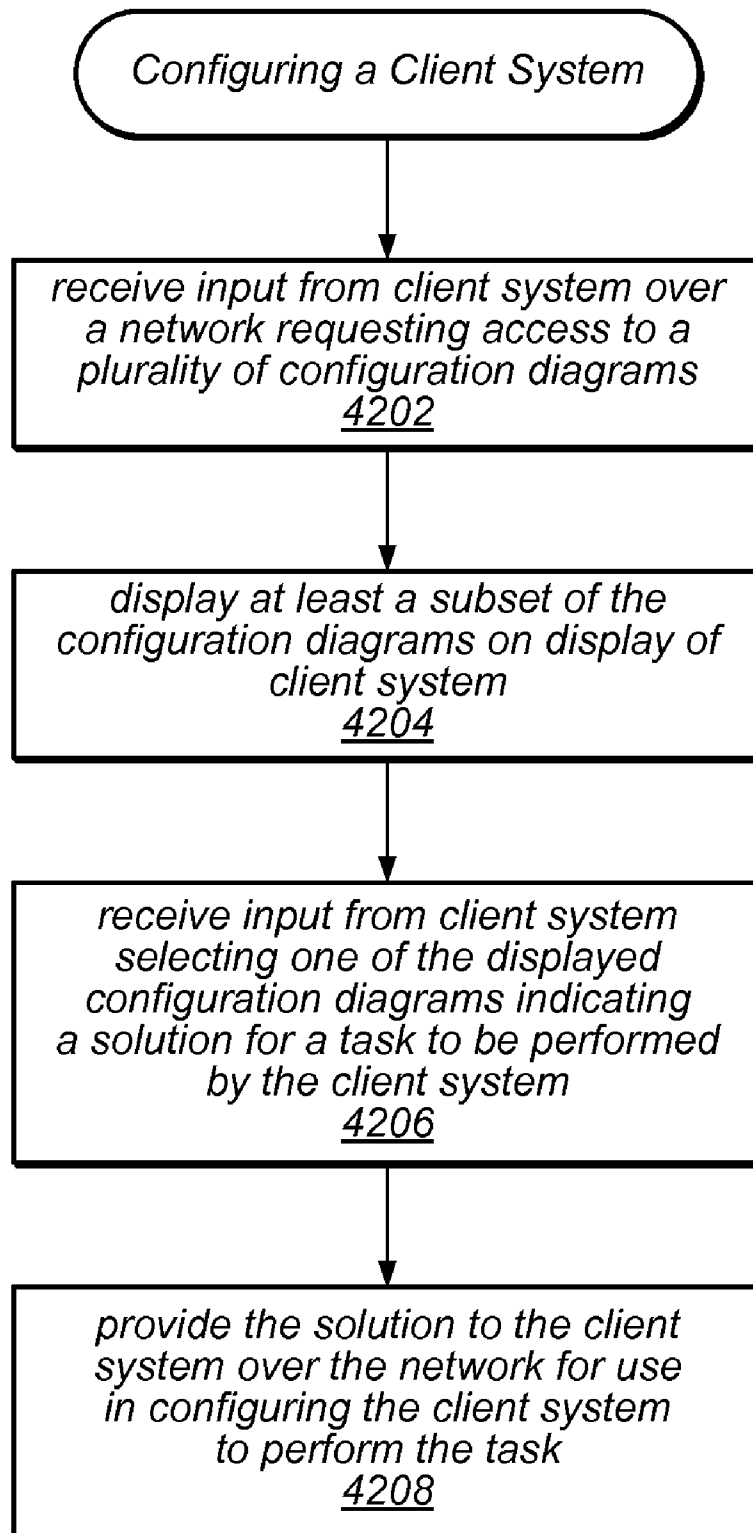 Configuring a Client System
receive input from client system over
a network requesting access to a
plurality of configuration diagrams
4202
display at least a subset of the
configuration diagrams on display of
client system
4204
receive input from client system
selecting one of the displayed
configuration diagrams indicating
a solution for a task to be performed
by the client system
4206
provide the solution to the client
system over the network for use
in configuring the client system
to perform the task
4208